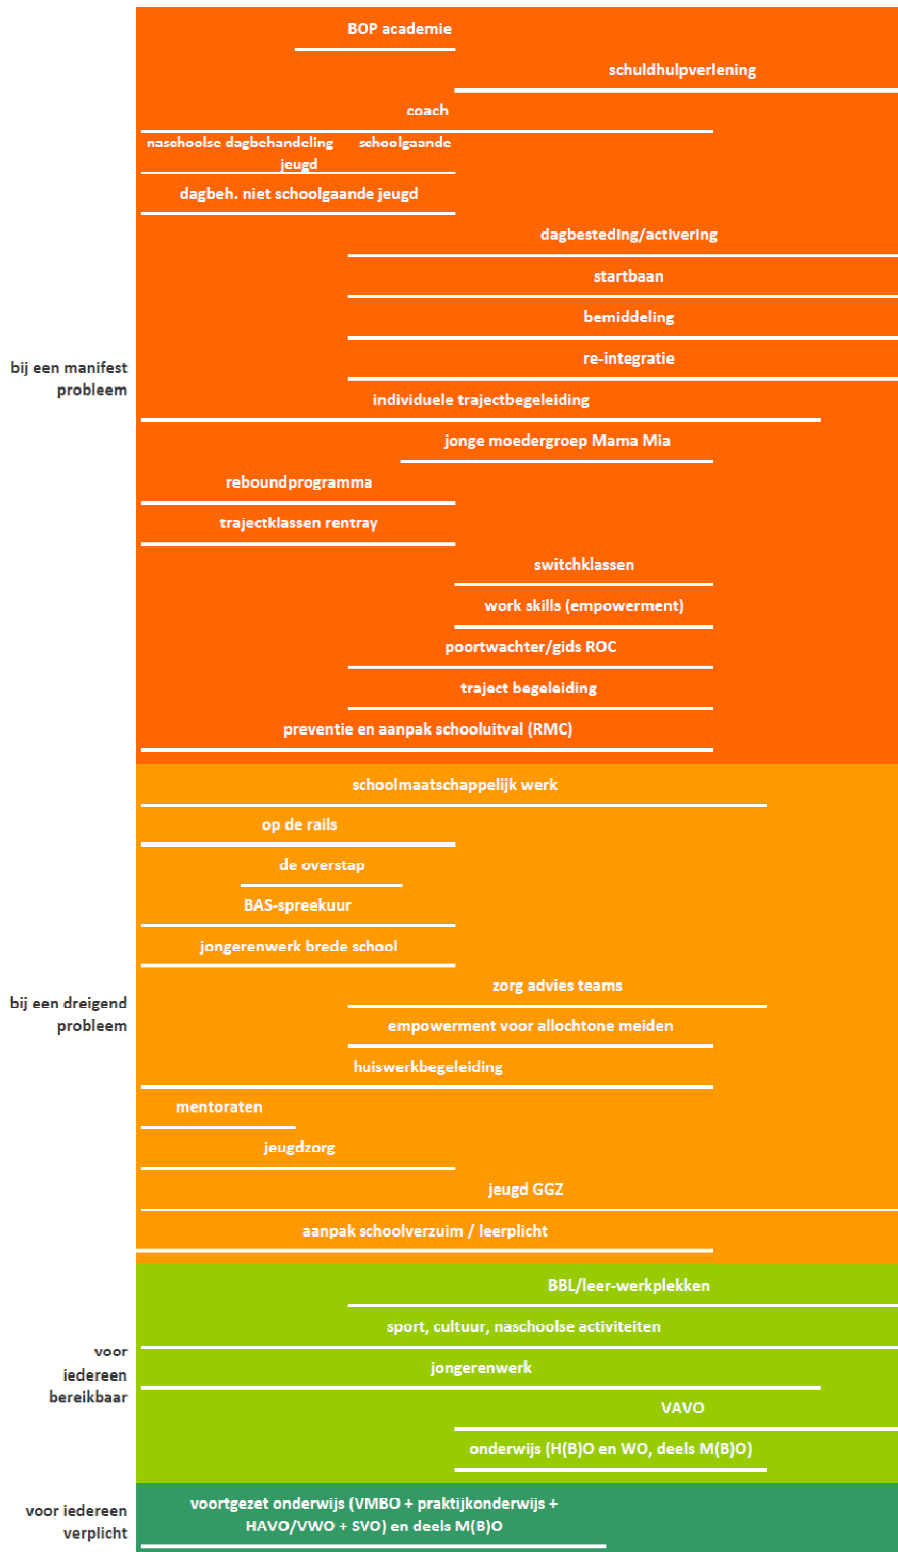 BOP academie
schuldhulpverlening
coach
naschoolse dagbehandeling schoolgaande
jeugd
dagbeh. niet schoolgaande jeugd
dagbesteding/activering
startbaan
bemiddeling
re-integratie
bij een manifest
probleem
individuele trajectbegeleiding
jonge moedergroep Mama Mia
reboundprogramma
trajectklassen rentray
switchklassen
work skills (empowerment)
poortwachter/gids ROC
traject begeleiding
preventie en aanpak schooluitval (RMC)
schoolmaatschappelijk werk
op de rails
de overstap
BAS-spreekuur
jongerenwerk brede school
zorg advies teams
bij een dreigend
probleem
empowerment voor allochtone meiden
huiswerkbegeleiding
mentoraten
jeugdzorg
jeugd GGZ
aanpak schoolverzuim / leerplicht
BBL/leer-werkplekken
sport, cultuur, naschoolse activiteiten
voor
iedereen
bereikbaar
jongerenwerk
VAVO
onderwijs (H(B)O en WO, deels M(B)O)
voor iedereen
verplicht
voortgezet onderwijs (VMBO + praktijkonderwijs +
HAVO/VWO + SVO) en deels M(B)O